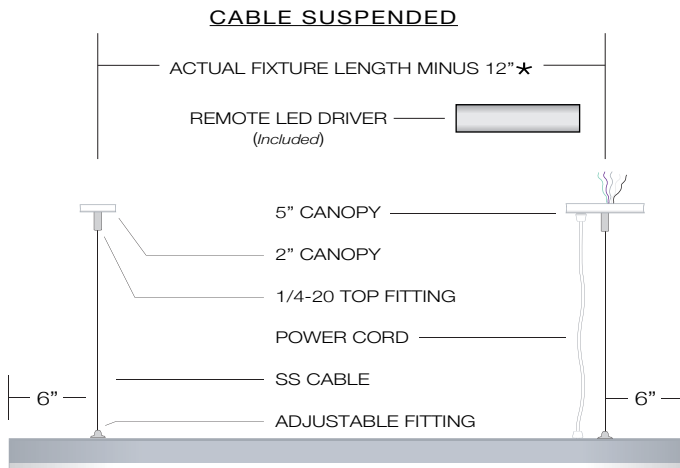 CABLE SUSPENDED
ACTUAL FIXTURE LENGTH MINUS 12”*
REMOTE LED DRIVER
(Included)
5” CANOPY
2” CANOPY
1/4-20 TOP FITTING
POWER CORD
SS CABLE
6”
6”
ADJUSTABLE FITTING